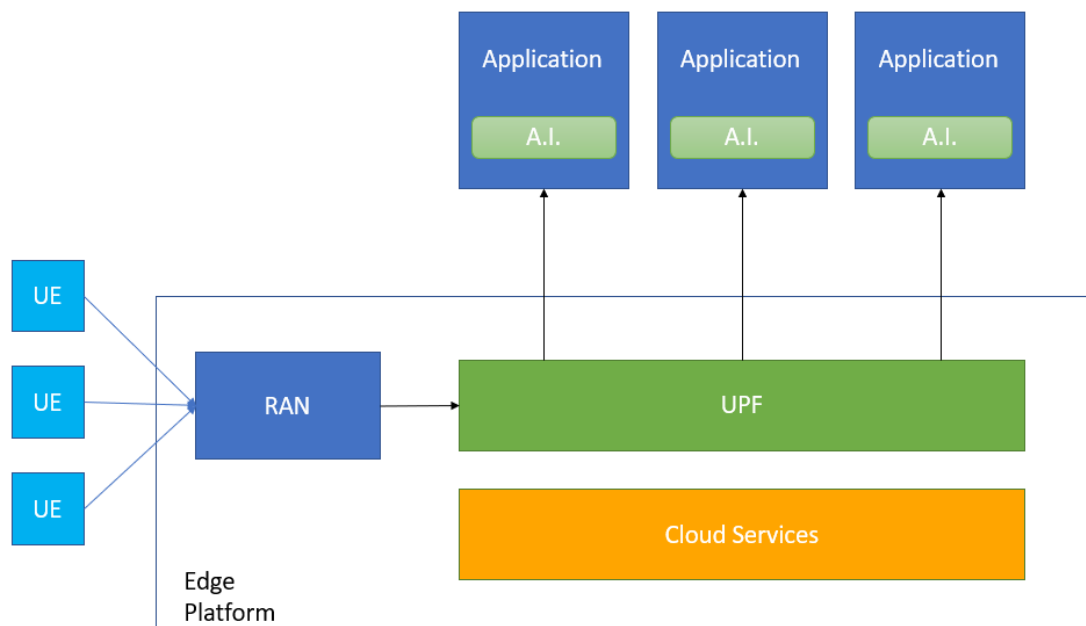 Application
Application
Application
A.I.
A.I.
A.I.
UE
UE
UE
RAN
UPF
Cloud Services
Edge
Platform